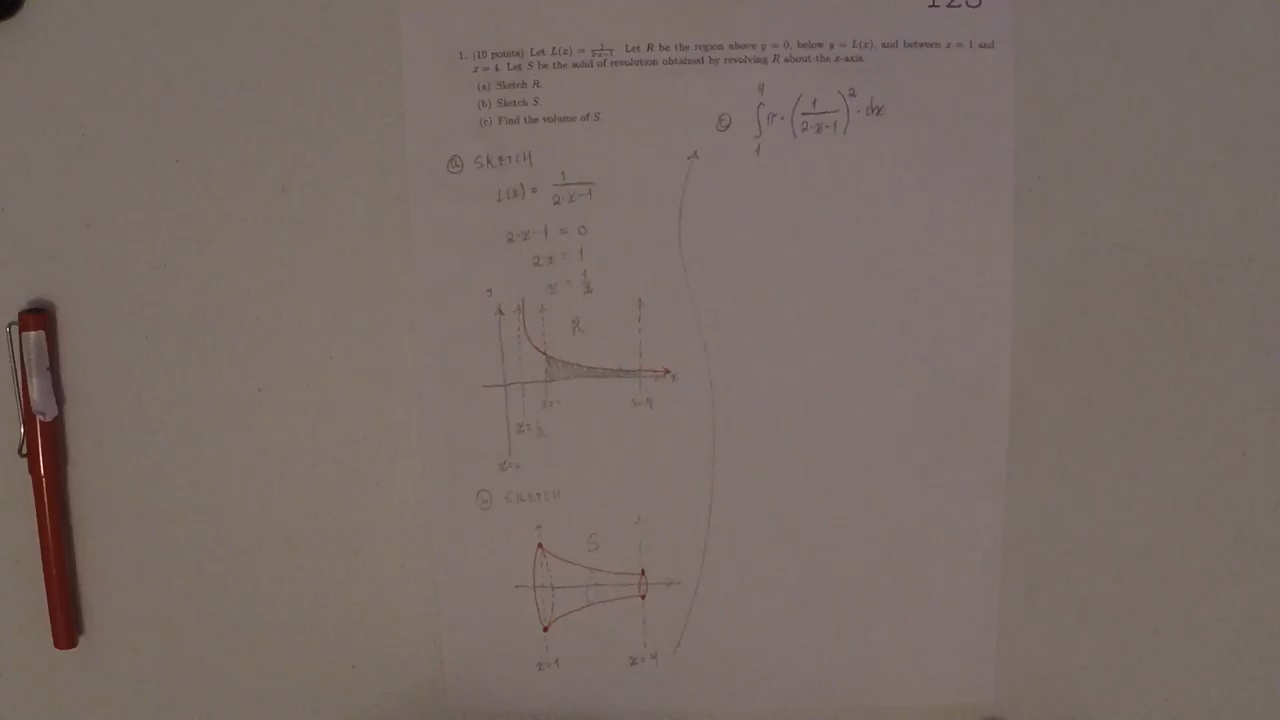 1. (10 points) Let L(x) = 1/(2·x−1). Let R be the region above y = 0, below y = L(x), and between x = 1 and
x = 4. Let S be the solid of revolution obtained by revolving R about the x-axis.
(a) Sketch R.
(b) Sketch S.
(c) Find the volume of S.
(a) SKETCH
L(x) = 1/(2·x−1)
2·x−1 = 0
2x = 1
x = 1/2
y
R
x
x=1
x=4
x=1/2
(b) SKETCH
S
x=1
x=4
(c) ∫₁⁴ π·(1/(2·x−1))²·dx